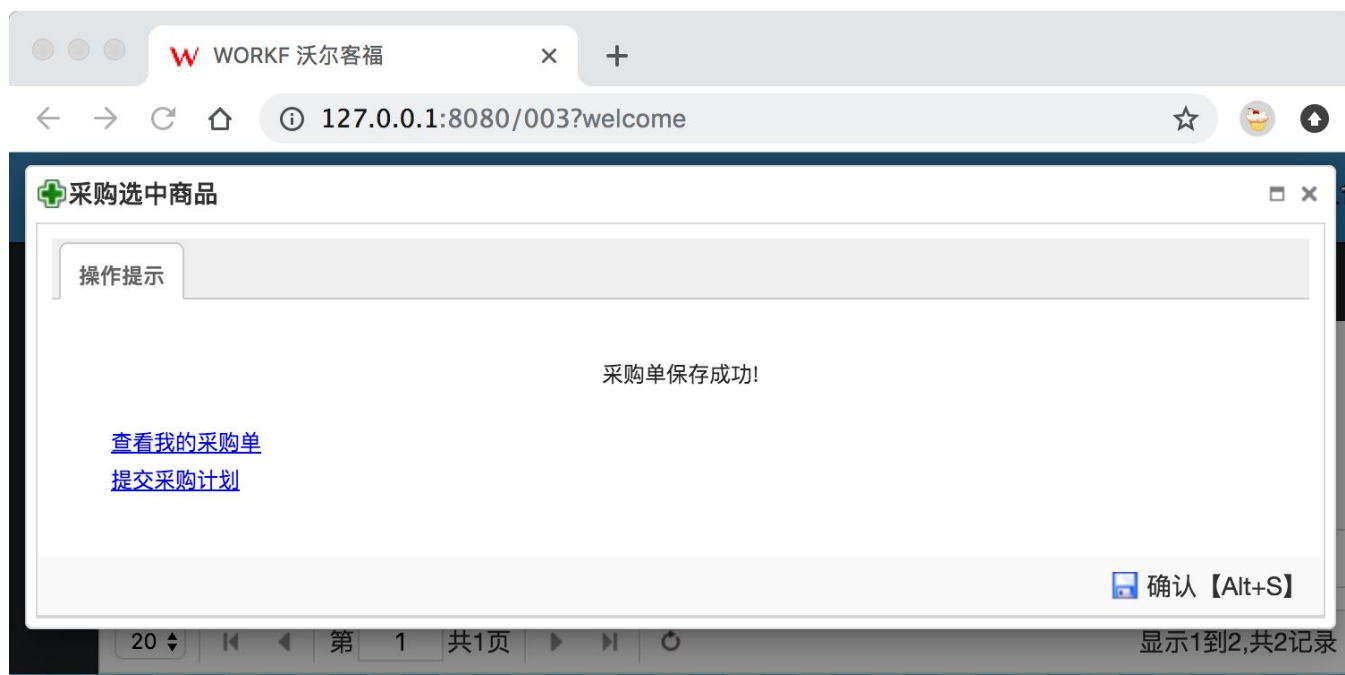 WORKF 沃尔客福
127.0.0.1:8080/003?welcome
采购选中商品
操作提示
采购单保存成功!
查看我的采购单
提交采购计划
确认【Alt+S】
20 第 1 共1页 显示1到2,共2记录